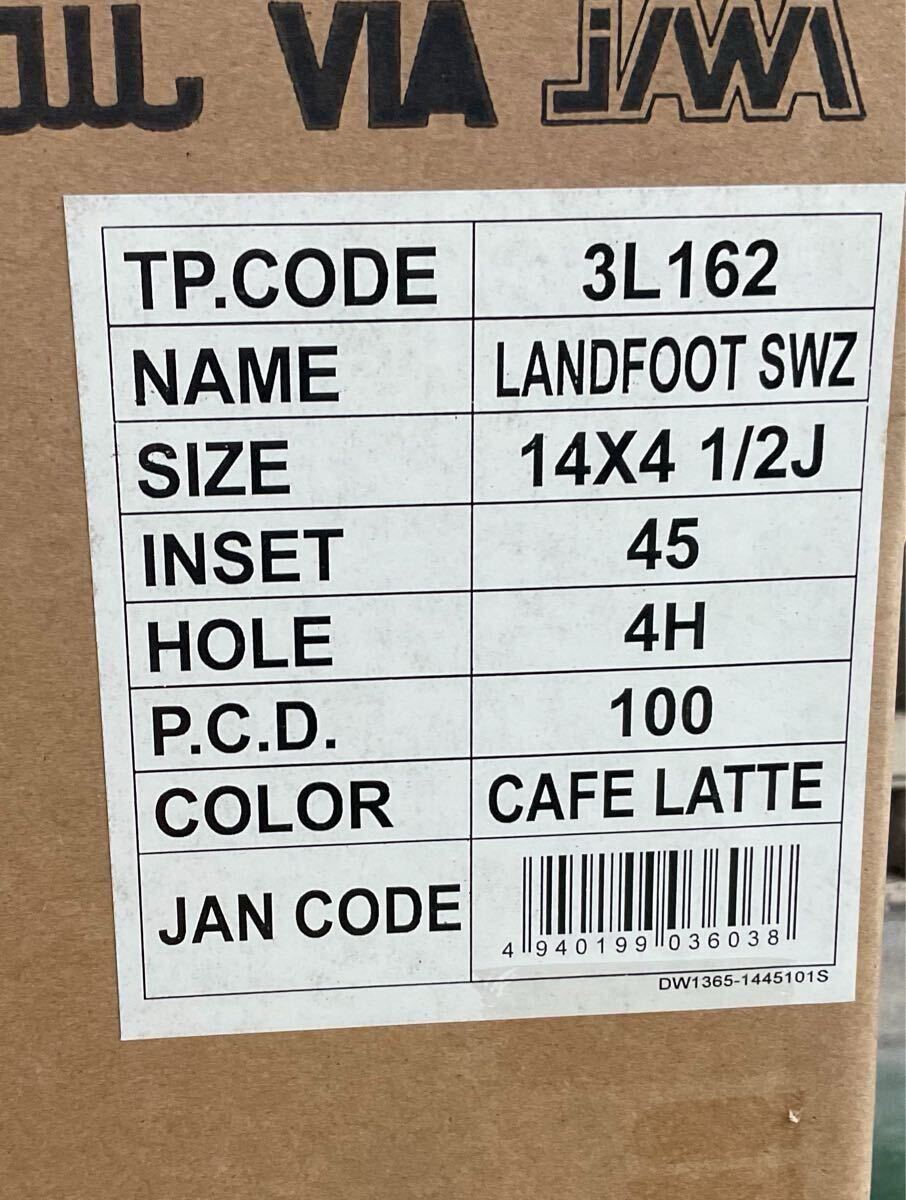 VIA JAWA
TP.CODE 3L162
NAME LANDFOOT SWZ
SIZE 14X4 1/2J
INSET 45
HOLE 4H
P.C.D. 100
COLOR CAFE LATTE
JAN CODE 4 940199 036038
DW1365-1445101S